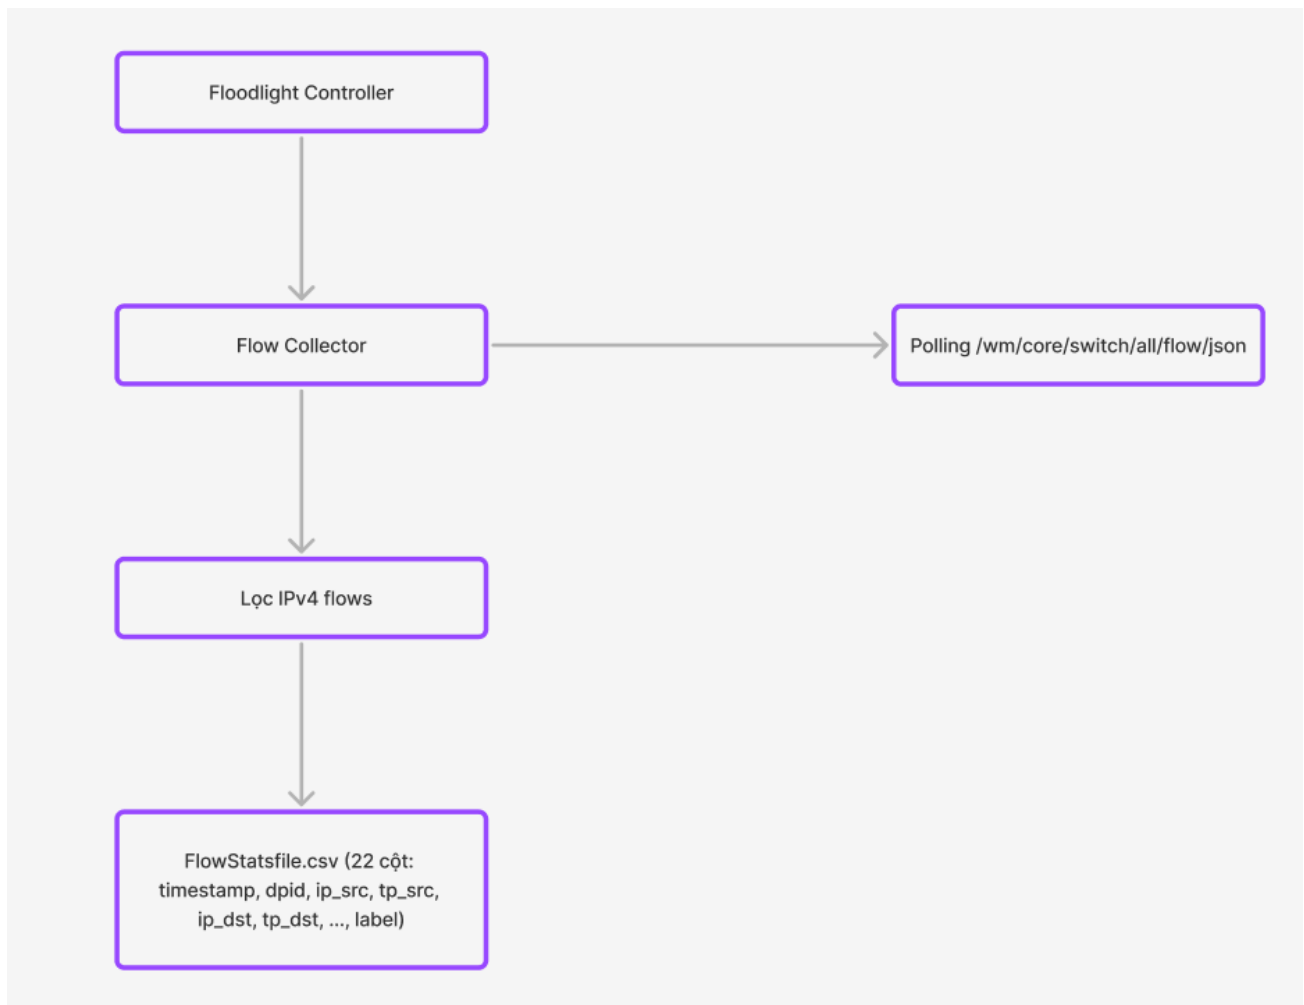 Floodlight Controller
Flow Collector
Polling /wm/core/switch/all/flow/json
Lọc IPv4 flows
FlowStatsfile.csv (22 cột:
timestamp, dpid, ip_src, tp_src,
ip_dst, tp_dst, ..., label)